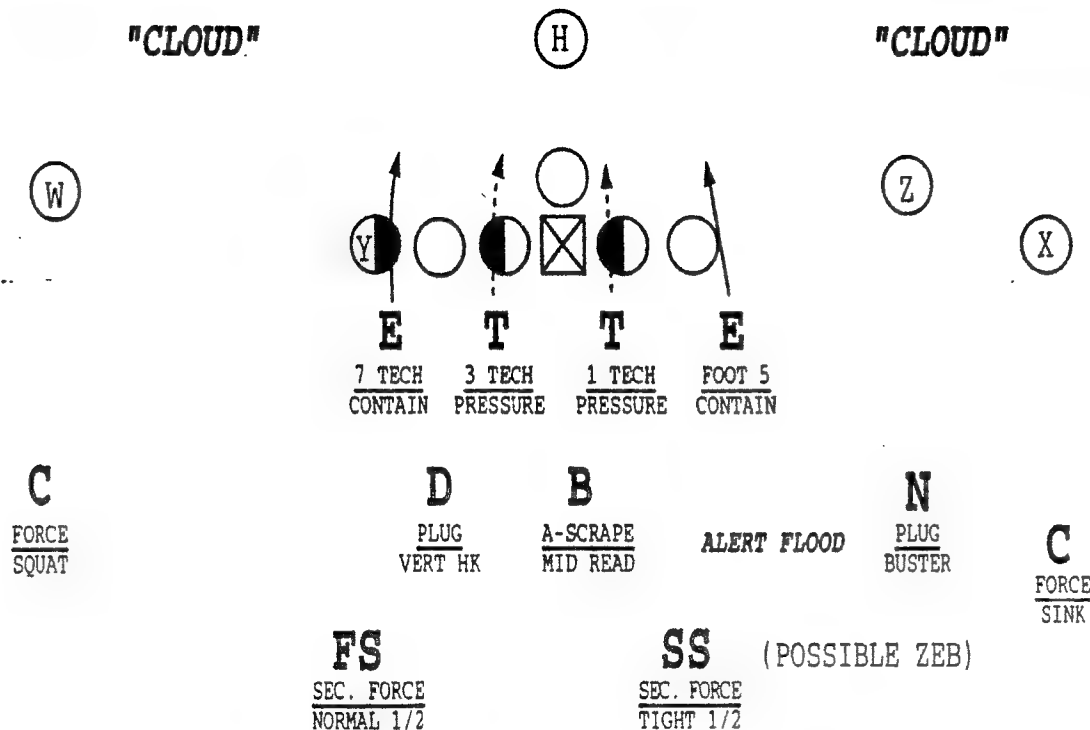 "CLOUD" H "CLOUD"
W Z
Y X
E T T E
7 TECH 3 TECH 1 TECH FOOT 5
CONTAIN PRESSURE PRESSURE CONTAIN
C D B N
FORCE PLUG A-SCRAPE ALERT FLOOD PLUG C
SQUAT VERT HK MID READ BUSTER FORCE
SINK
FS SS (POSSIBLE ZEB)
SEC. FORCE SEC. FORCE
NORMAL 1/2 TIGHT 1/2